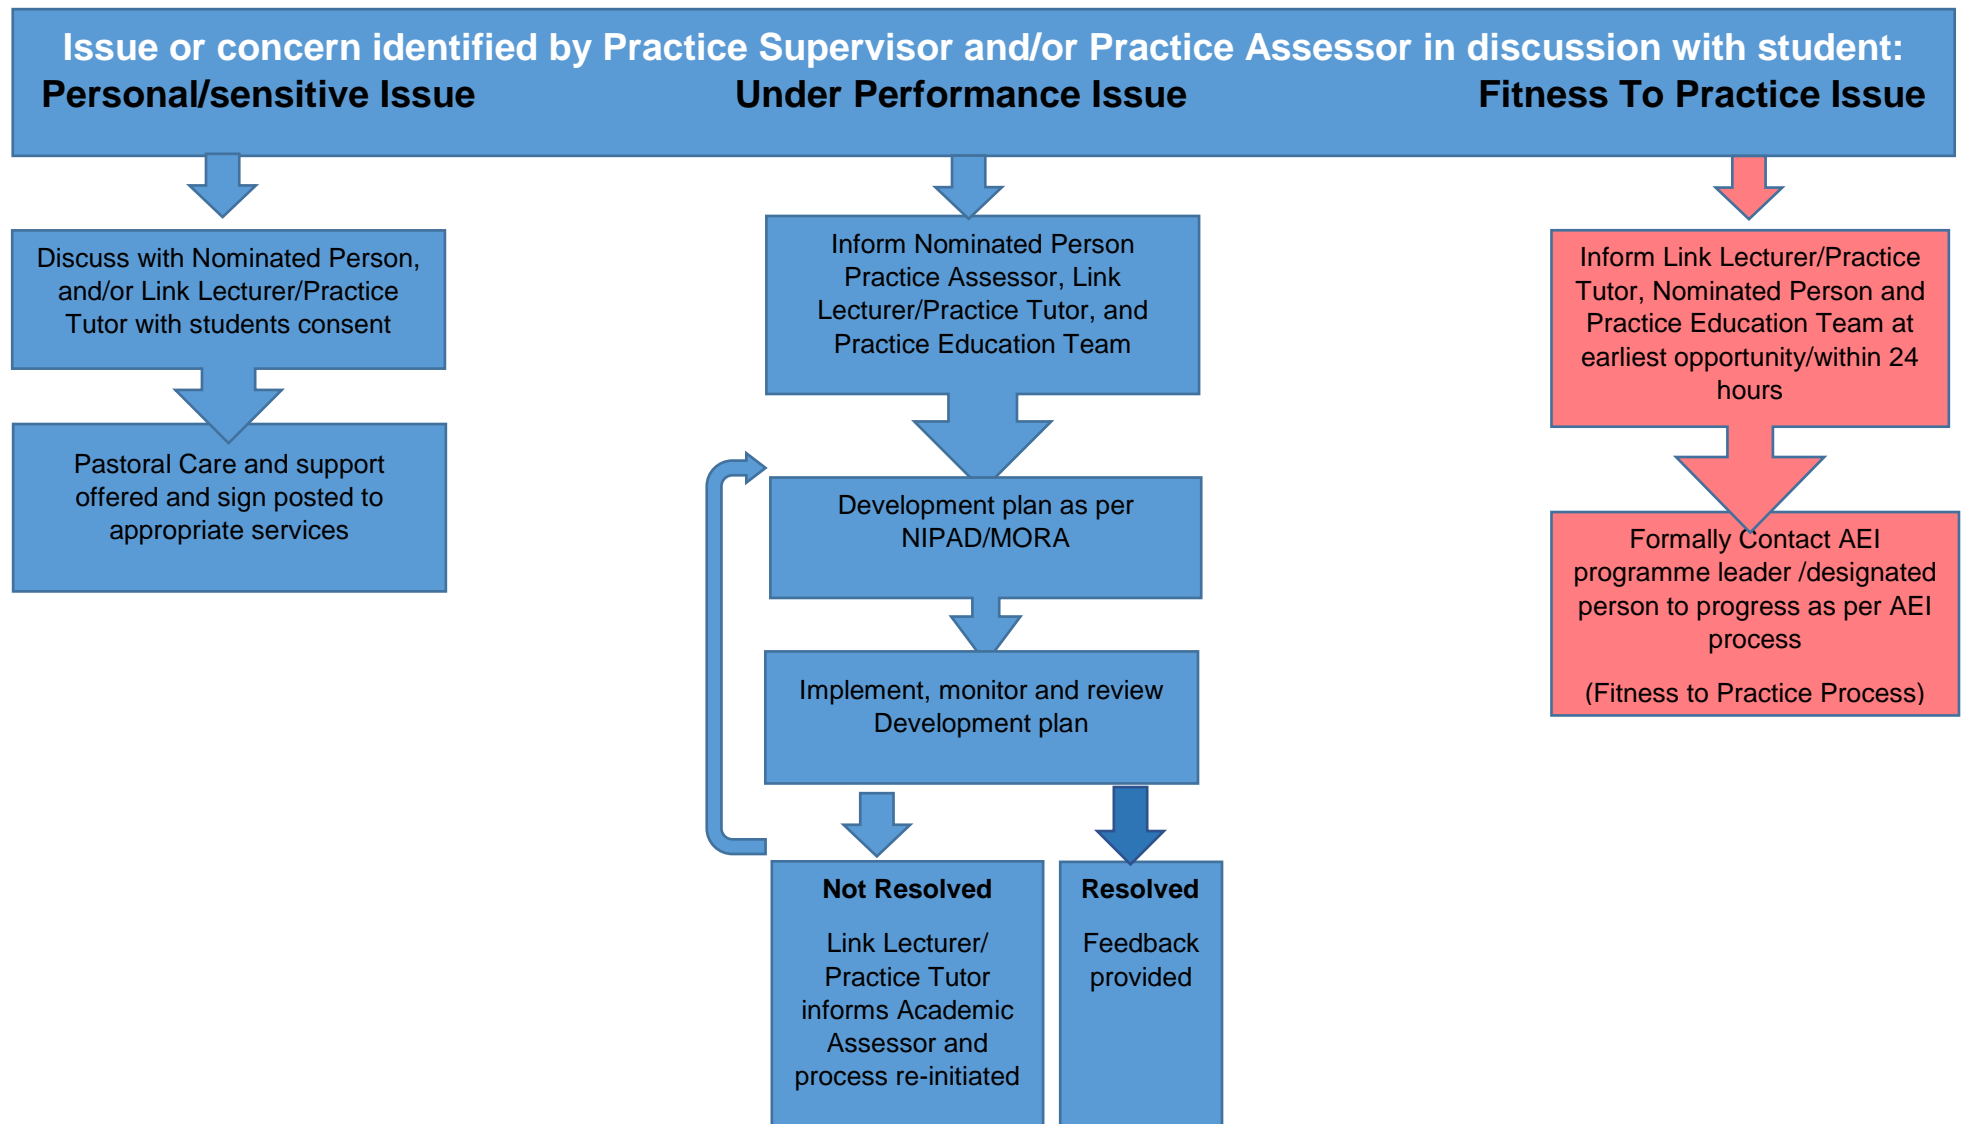 Issue or concern identified by Practice Supervisor and/or Practice Assessor in discussion with student:
Personal/sensitive Issue
Under Performance Issue
Fitness To Practice Issue
Discuss with Nominated Person,
and/or Link Lecturer/Practice
Tutor with students consent
Pastoral Care and support
offered and sign posted to
appropriate services
Inform Nominated Person
Practice Assessor, Link
Lecturer/Practice Tutor, and
Practice Education Team
Development plan as per
NIPAD/MORA
Implement, monitor and review
Development plan
Not Resolved
Link Lecturer/
Practice Tutor
informs Academic
Assessor and
process re-initiated
Resolved
Feedback
provided
Inform Link Lecturer/Practice
Tutor, Nominated Person and
Practice Education Team at
earliest opportunity/within 24
hours
Formally Contact AEI
programme leader /designated
person to progress as per AEI
process
(Fitness to Practice Process)